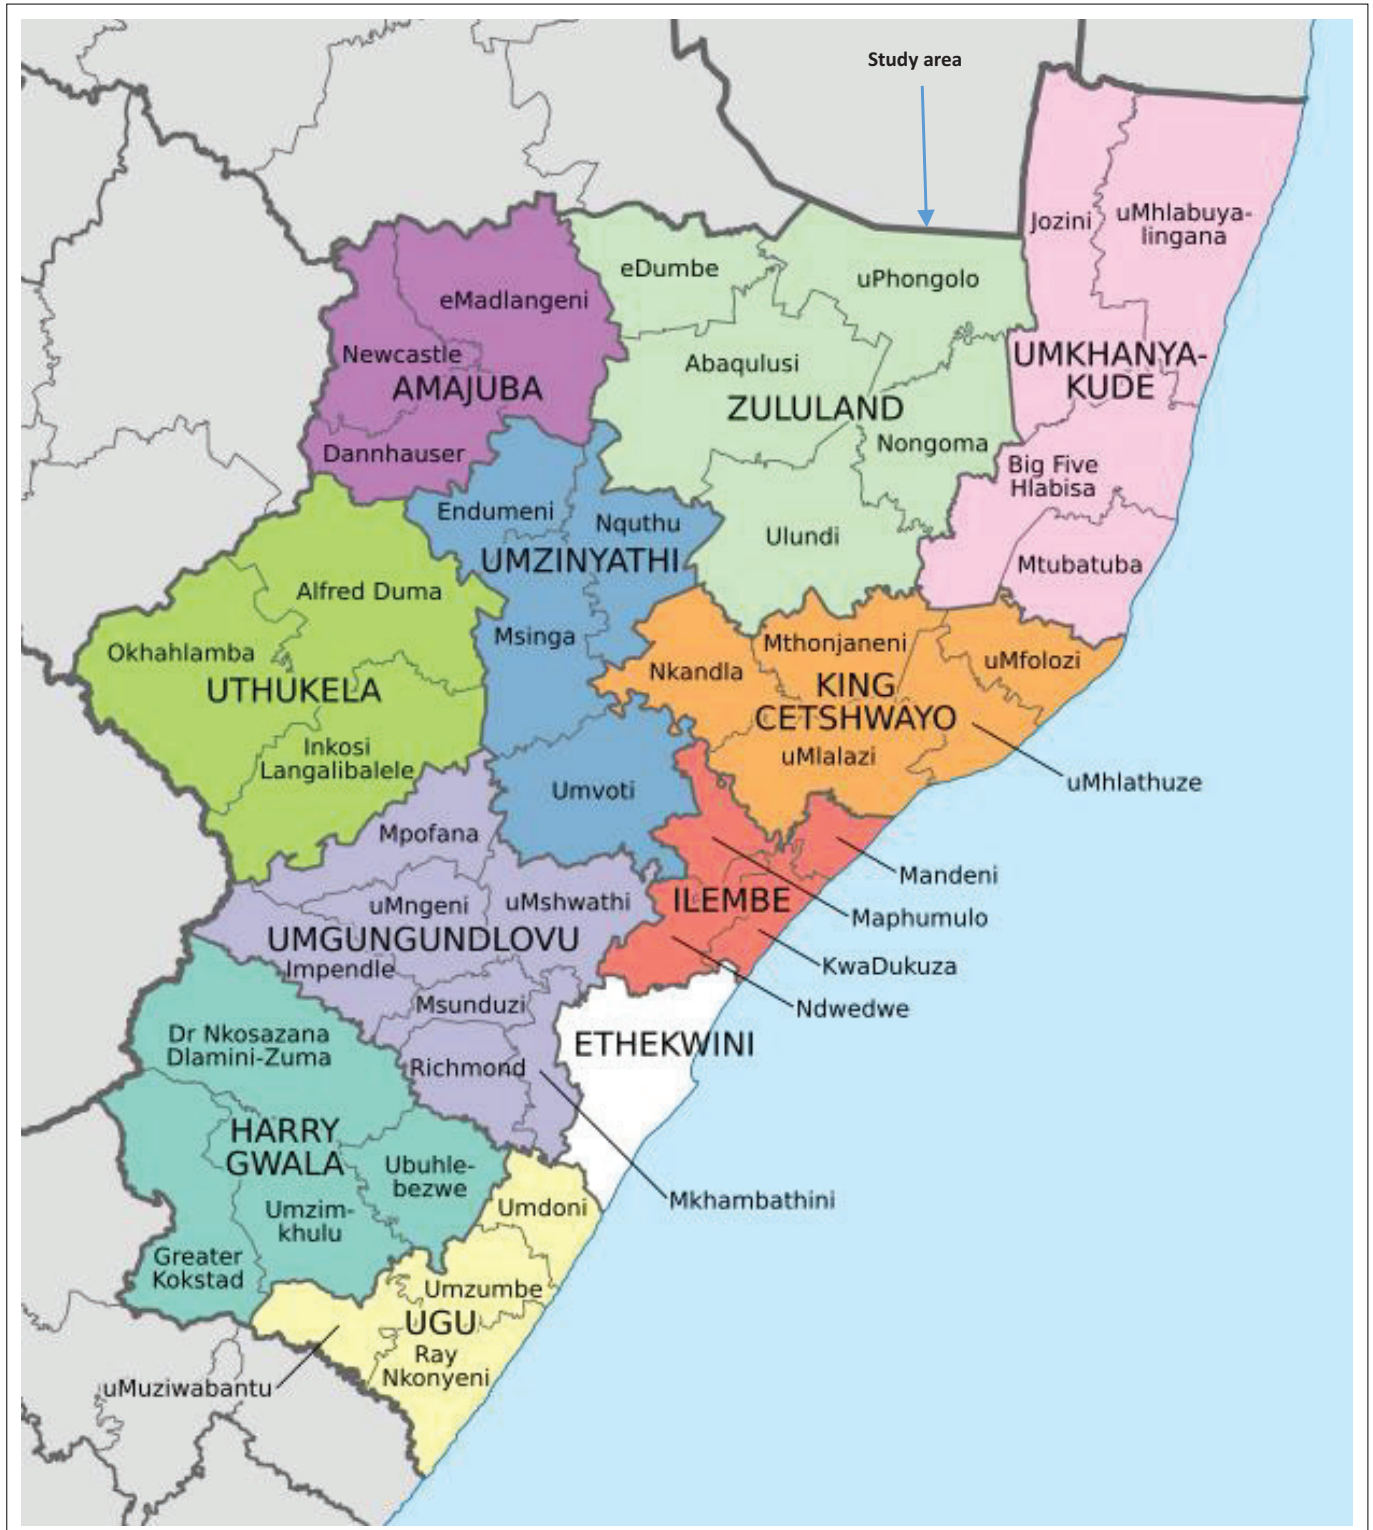 Study area
Jozini
uMhlabuya-
lingana
eDumbe
uPhongolo
eMadlangeni
Newcastle
AMAJUBA
Abaqulusi
ZULULAND
UMKHANYA-
KUDE
Dannhauser
Nongoma
Big Five
Hlabisa
Endumeni
Nquthu
UMZINYATHI
Ulundi
Mtubatuba
Alfred Duma
Okhahlamba
UTHUKELA
Msinga
Nkandla
Mthonjaneni
KING
CETSHWAYO
uMfolozi
uMlalazi
uMhlathuze
Inkosi
Langalibalele
Umvoti
Mpofana
Mandeni
uMngeni
uMshwathi
ILEMBE
Maphumulo
UMGUNGUNDLOVU
Impendle
KwaDukuza
Msunduzi
Ndwedwe
Dr Nkosazana
Dlamini-Zuma
ETHEKWINI
Richmond
HARRY
GWALA
Ubuhle-
bezwe
Mkhambathini
Umzim-
khulu
Umdoni
Greater
Kokstad
Umzumbe
UGU
Ray
Nkonyeni
uMuziwabantu